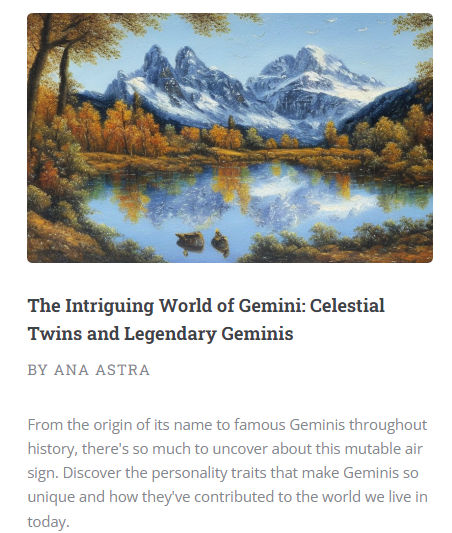 The Intriguing World of Gemini: Celestial
Twins and Legendary Geminis
BY ANA ASTRA
From the origin of its name to famous Geminis throughout
history, there's so much to uncover about this mutable air
sign. Discover the personality traits that make Geminis so
unique and how they've contributed to the world we live in
today.